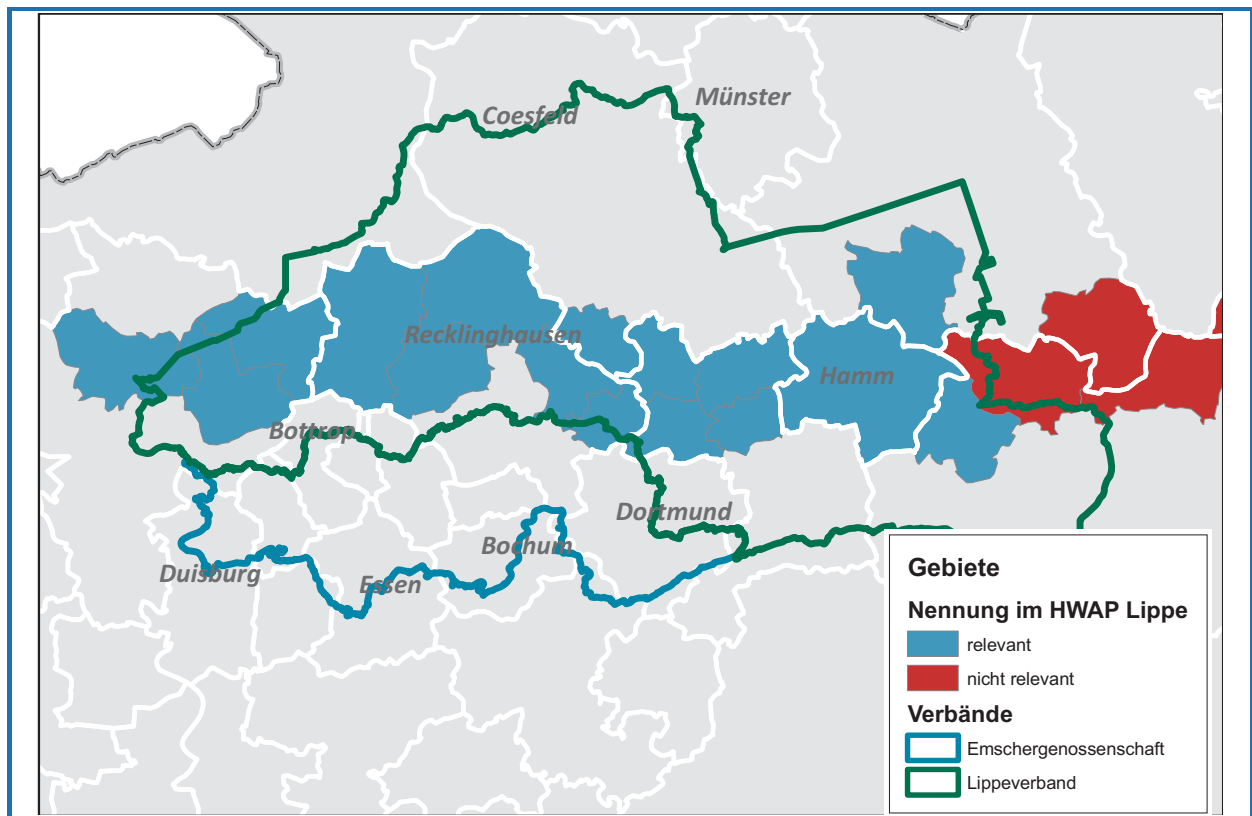 Münster
Coesfeld
Recklinghausen
Hamm
Bottrop
Dortmund
Bochum
Duisburg
Essen
Gebiete
Nennung im HWAP Lippe
relevant
nicht relevant
Verbände
Emschergenossenschaft
Lippeverband